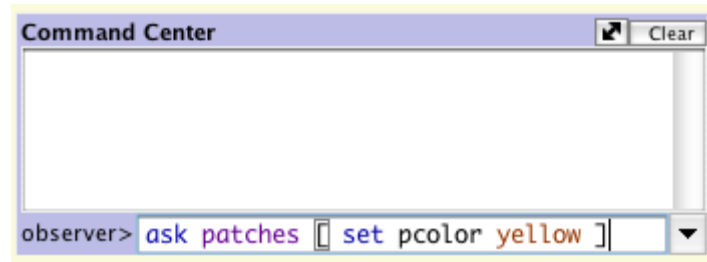 Command Center Clear
observer> ask patches [ set pcolor yellow ]